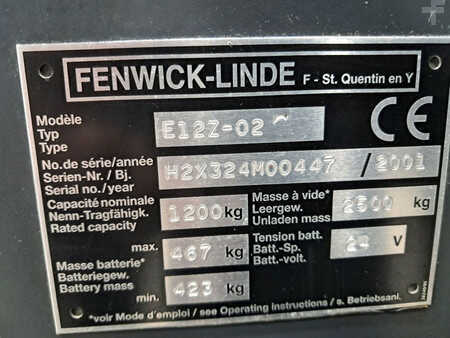 FENWICK-LINDE F - St. Quentin en Y
Modèle
Typ
Type
E12Z-02
CE
No. de série/année
Serien-Nr. / Bj.
Serial no. /year
H2X324M00447 / 2001
Capacité nominale
Nenn-Tragfähigk.
Rated capacity
1200 kg
Masse à vide*
Leergew.
Unladen mass
2500 kg
Masse batterie*
Batteriegew.
Battery mass
max. 467 kg
min. 423 kg
Tension batt.
Batt.-Sp.
Batt.-volt.
24 V
*voir Mode d'emploi / see Operating Instructions / s. Betriebsanl.